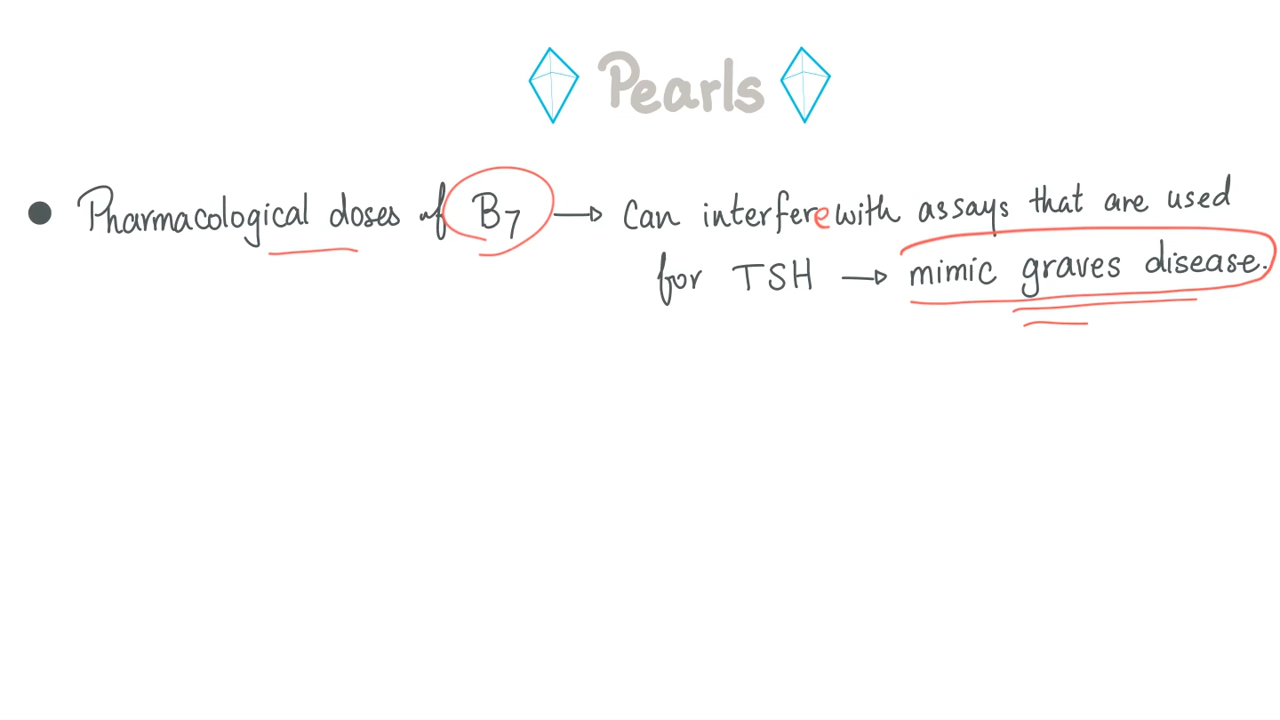 Pearls
● Pharmacological doses of B7 → Can interfere with assays that are used
for TSH → mimic graves disease.